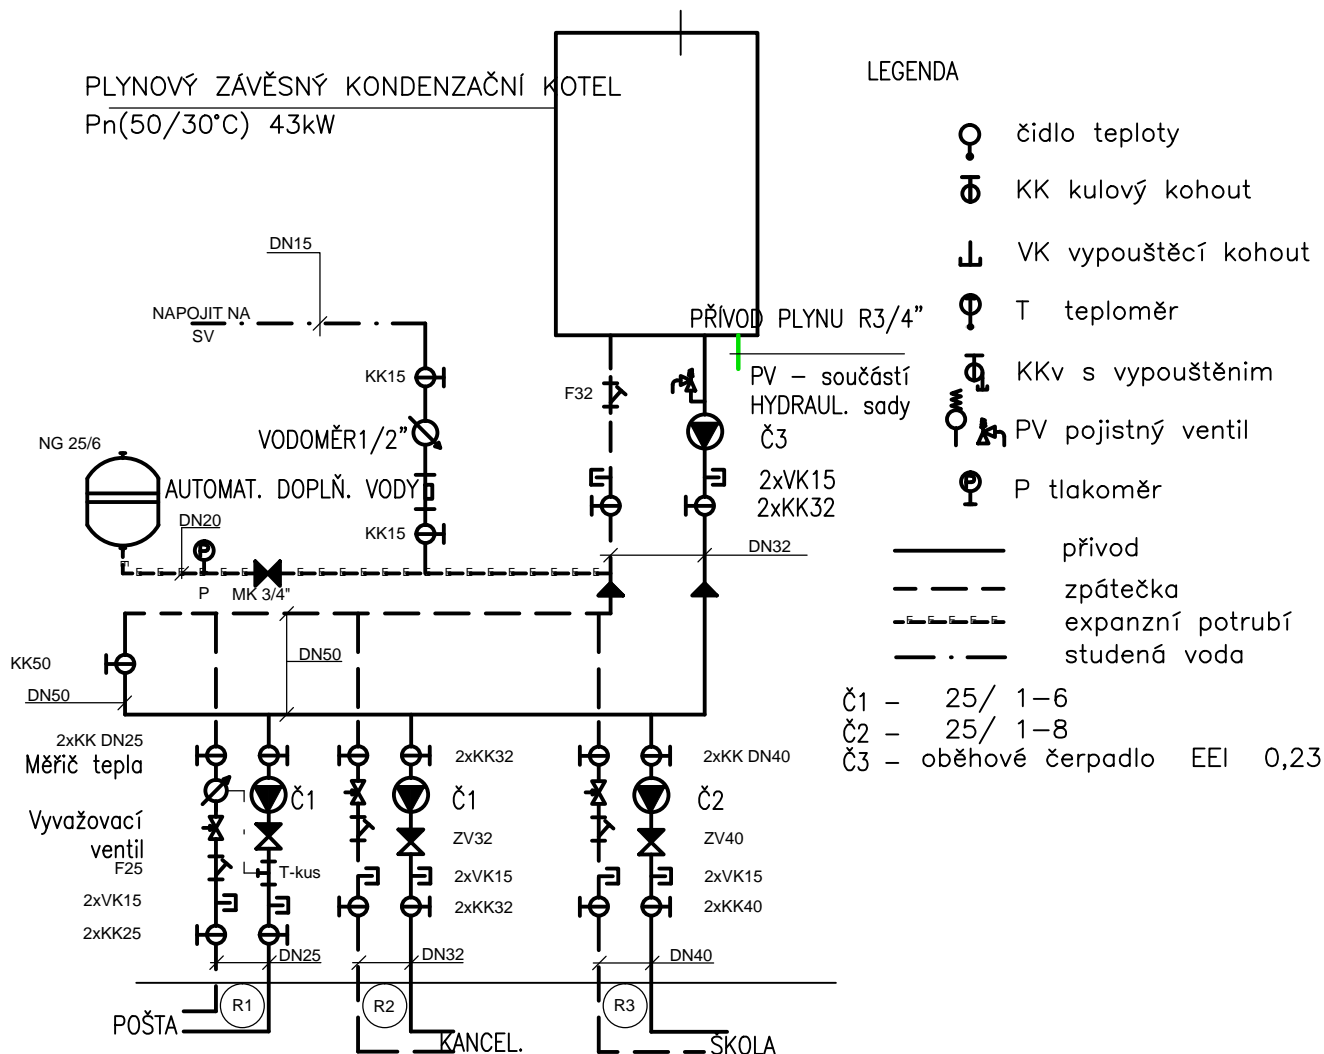 PLYNOVÝ ZÁVĚSNÝ KONDENZAČNÍ KOTEL
Pn(50/30°C) 43kW
LEGENDA
čidlo teploty
KK kulový kohout
VK vypouštěcí kohout
T teploměr
KKv s vypouštěnim
PV pojistný ventil
P
P tlakoměr
přivod
zpátečka
E E E E E
expanzní potrubí
studená voda
Č1 – 25/ 1–6
Č2 – 25/ 1–8
Č3 – oběhové čerpadlo EEI 0,23
DN15
NAPOJIT NA
SV
PŘÍVOD PLYNU R3/4”
KK15
F32
PV – součástí
HYDRAUL. sady
VODOMĚR1/2”
Č3
NG 25/6
AUTOMAT. DOPLŇ. VODY
2xVK15
2xKK32
DN20
KK15
DN32
P
P
MK 3/4"
KK50
DN50
DN50
2xKK DN25
Měřič tepla
2xKK32
2xKK DN40
Č1
Č1
Č2
Vyvažovací
ventil
ZV32
ZV40
F25
T-kus
2xVK15
2xVK15
2xVK15
2xKK25
2xKK32
2xKK40
DN25
DN32
DN40
R1
R2
R3
POŠTA
KANCEL.
ŠKOLA